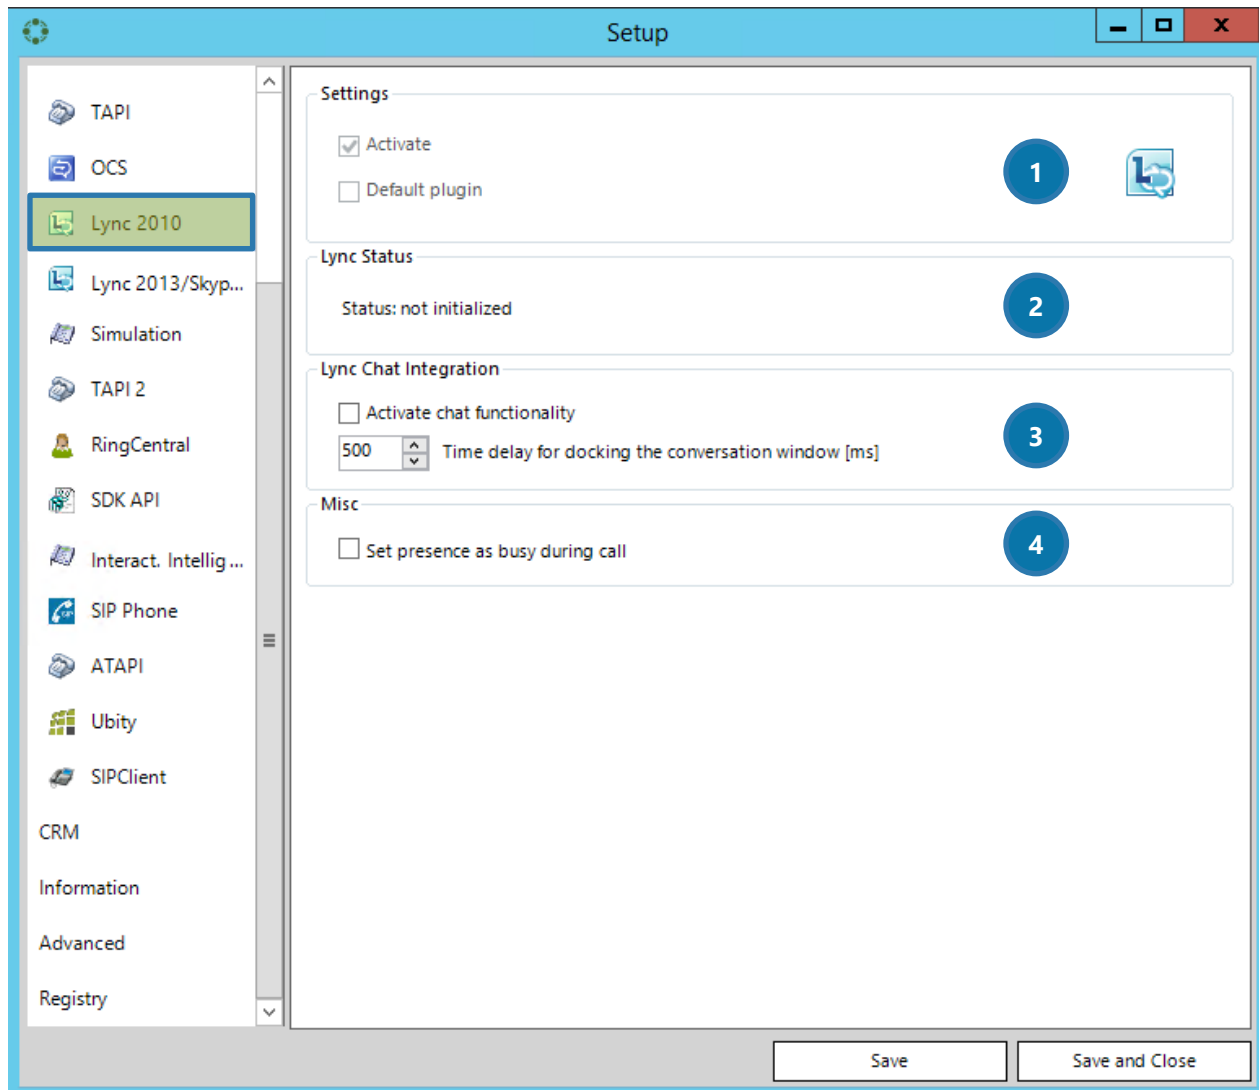 Setup
TAPI
OCS
Lync 2010
Lync 2013/Skyp...
Simulation
TAPI 2
RingCentral
SDK API
Interact. Intellig...
SIP Phone
ATAPI
Ubity
SIPClient
CRM
Information
Advanced
Registry
Settings
Activate
Default plugin
1
Lync Status
Status: not initialized
2
Lync Chat Integration
Activate chat functionality
500 Time delay for docking the conversation window [ms]
3
Misc
Set presence as busy during call
4
Save
Save and Close